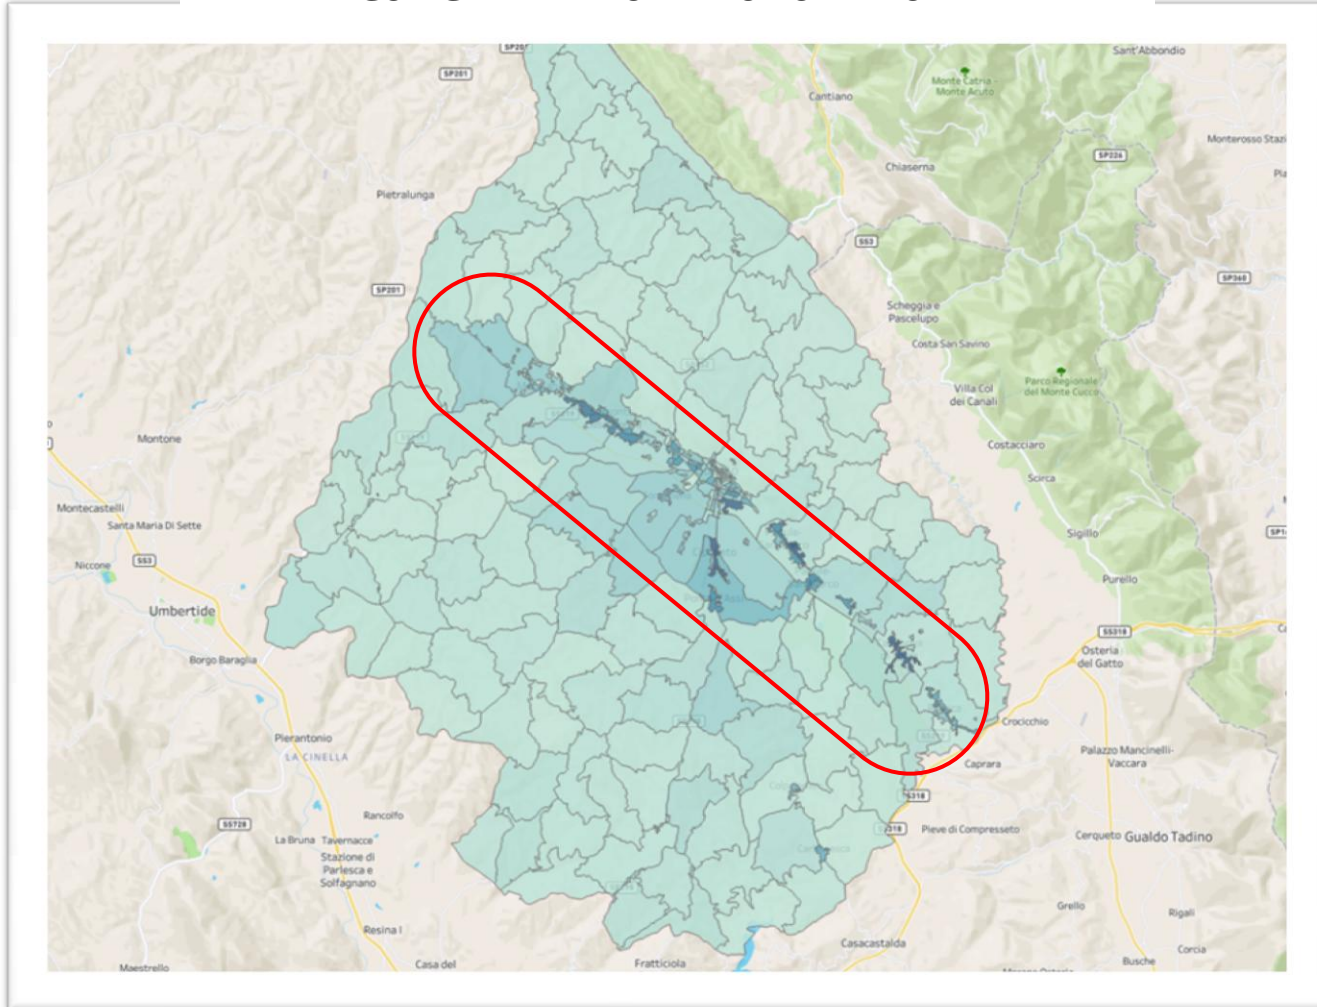 SP201
Sant'Abbondio
SP201
Monte Catria -
Monte Acuto
Cantiano
Monterosso Stazi
SP226
Chiaserna
Pia
Pietralunga
SS3
SP360
SP201
Scheggia e
Pascelupo
Costa San Savino
Parco Regionale
del Monte Cucco
Villa Col
dei Canali
Montone
Costacciaro
Scirca
Montecastelli
Santa Maria Di Sette
Sigillo
SP1
SS3
Niccone
Purello
Umbertide
SS318
Osteria
del Gatto
Borgo Baraglia
Crocicchio
Pierantonio
LA CINELLA
Palazzo Mancinelli-
Vaccara
Caprara
S318
Rancolfo
SS728
318
Pieve di Compresseto
Cerqueto
Gualdo Tadino
La Bruna
Tavernacce
Stazione di
Parlesca e
Solfagnano
Grello
Rigali
Resina I
Casacastalda
Corcia
Maestrello
Casa del
Fratticiola
Busche